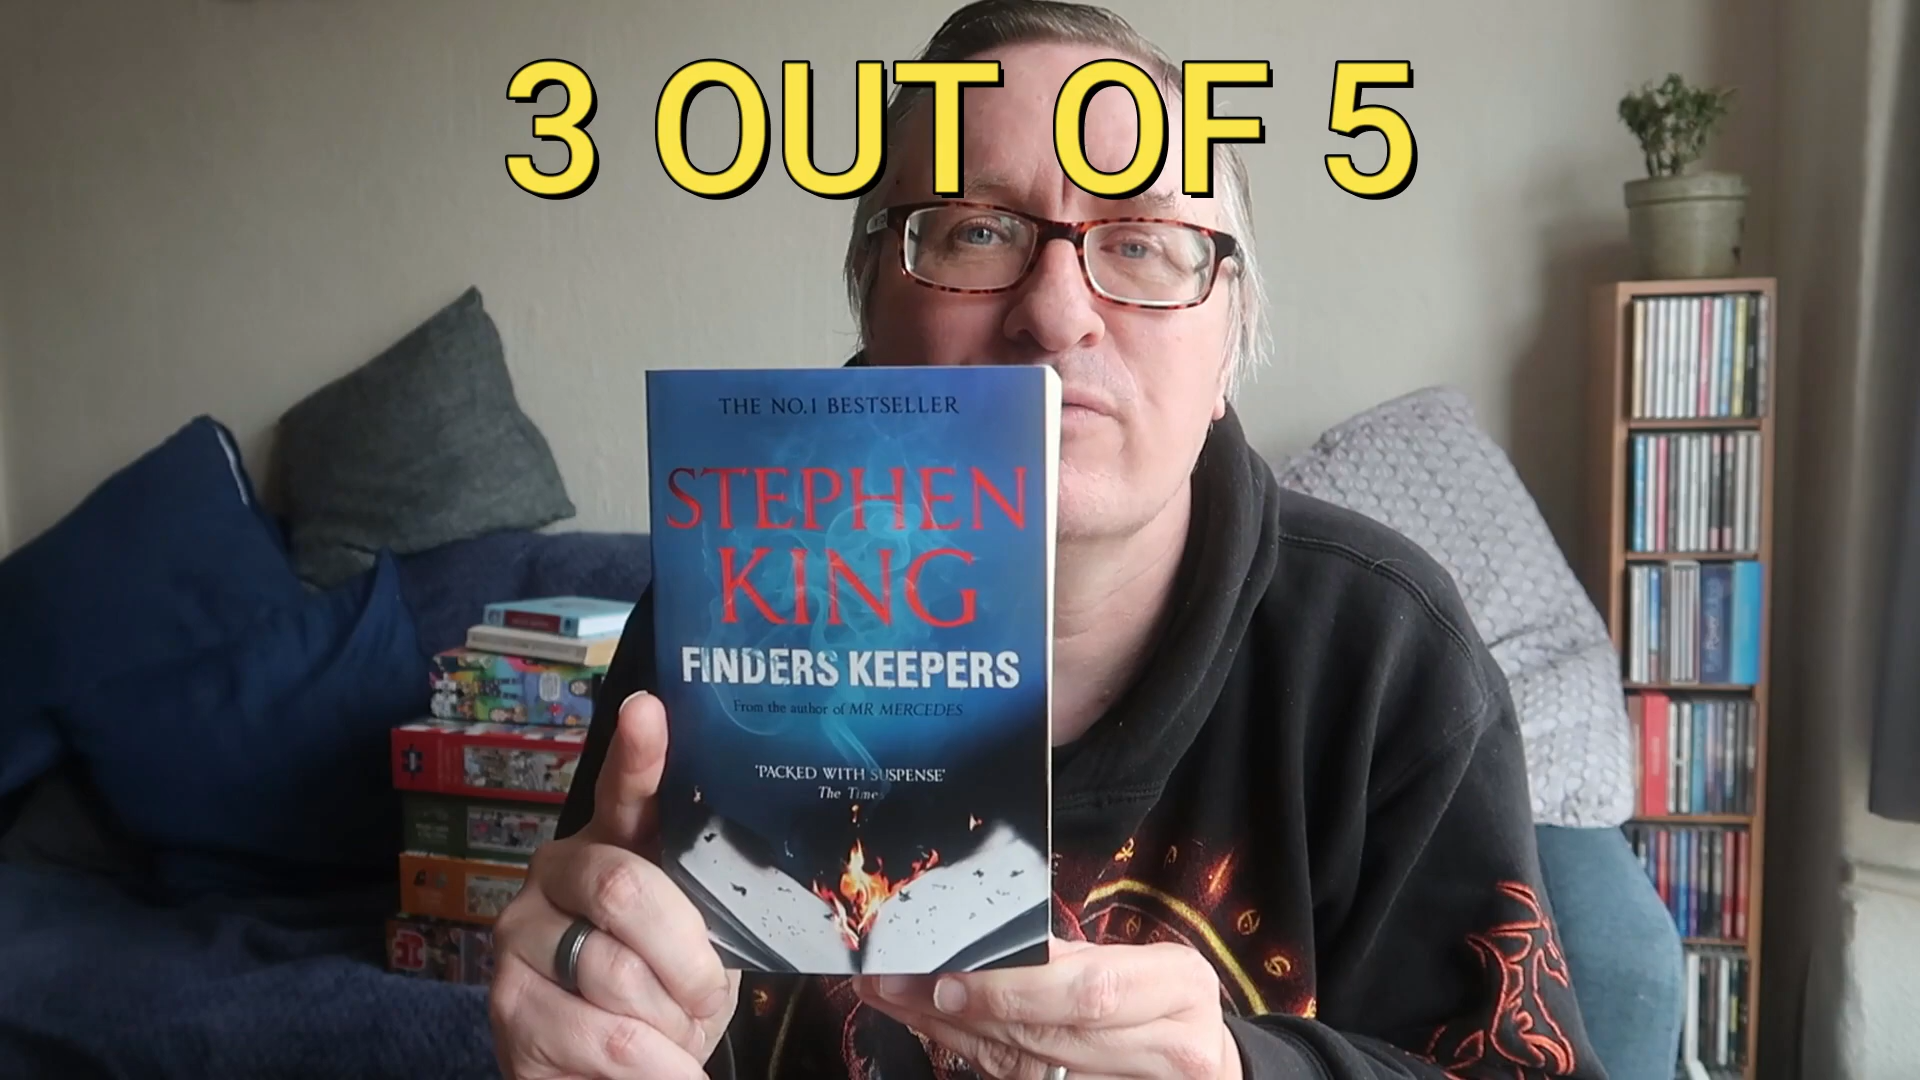 3 OUT OF 5
THE NO.1 BESTSELLER
STEPHEN
KING
FINDERS KEEPERS
From the author of MR MERCEDES
'PACKED WITH SUSPENSE'
The Times